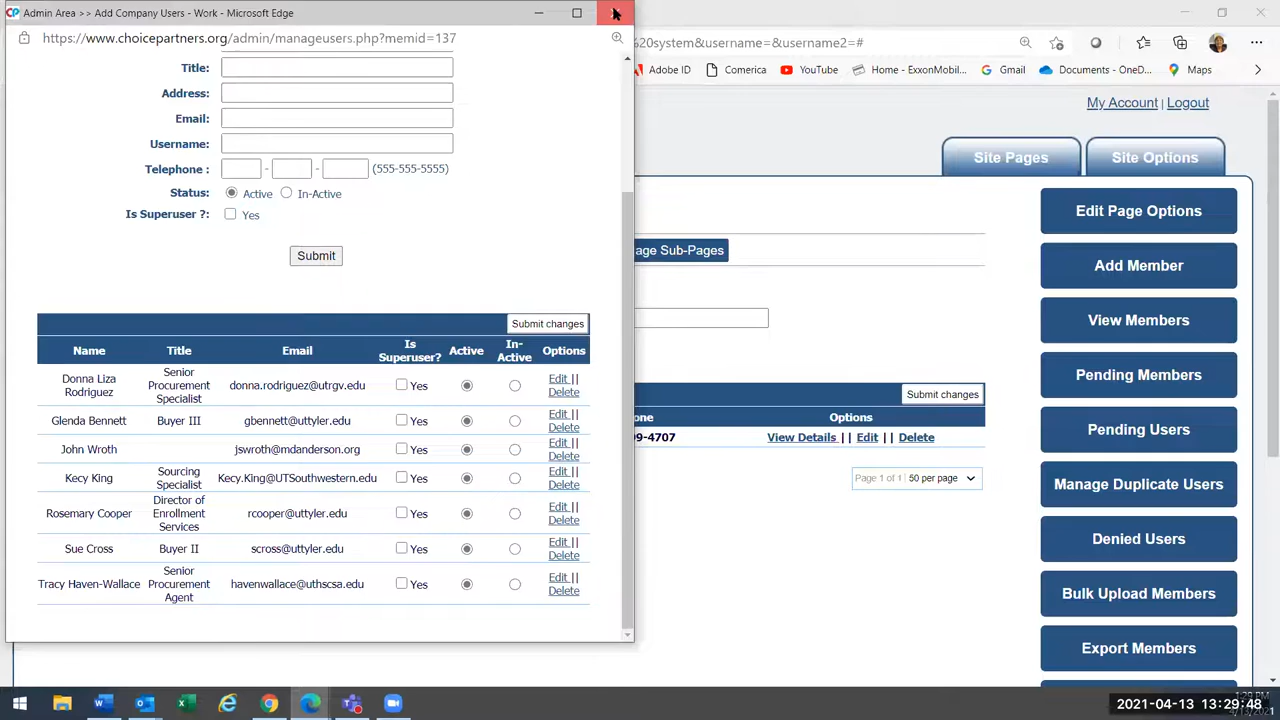 Admin Area >> Add Company Users - Work - Microsoft Edge
https://www.choicepartners.org/admin/manageusers.php?memid=137
%20system&username=&username2=#
Adobe ID Comerica YouTube Home - ExxonMobil... Gmail Documents - OneD... Maps
My Account | Logout
Site Pages Site Options
Title:
Address:
Email:
Username:
Telephone : - - (555-555-5555)
Status: Active In-Active
Is Superuser ?: Yes
Submit
age Sub-Pages
Edit Page Options
Add Member
View Members
Pending Members
Pending Users
Manage Duplicate Users
Denied Users
Bulk Upload Members
Export Members
Submit changes
Name Title Email Is Superuser? Active In-Active Options
Donna Liza Rodriguez Senior Procurement Specialist donna.rodriguez@utrgv.edu Yes Edit || Delete
Glenda Bennett Buyer III gbennett@uttyler.edu Yes Edit || Delete
John Wroth jswroth@mdanderson.org Yes Edit || Delete
Kecy King Sourcing Specialist Kecy.King@UTSouthwestern.edu Yes Edit || Delete
Rosemary Cooper Director of Enrollment Services rcooper@uttyler.edu Yes Edit || Delete
Sue Cross Buyer II scross@uttyler.edu Yes Edit || Delete
Tracy Haven-Wallace Senior Procurement Agent havenwallace@uthscsa.edu Yes Edit || Delete
Submit changes
one Options
09-4707 View Details || Edit || Delete
Page 1 of 1 50 per page
2021-04-13 13:29:48